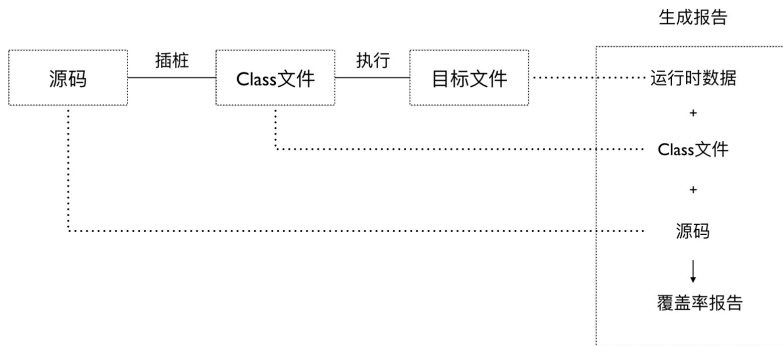 生成报告
源码
插桩
Class文件
执行
目标文件
运行时数据
+
Class文件
+
源码
覆盖率报告